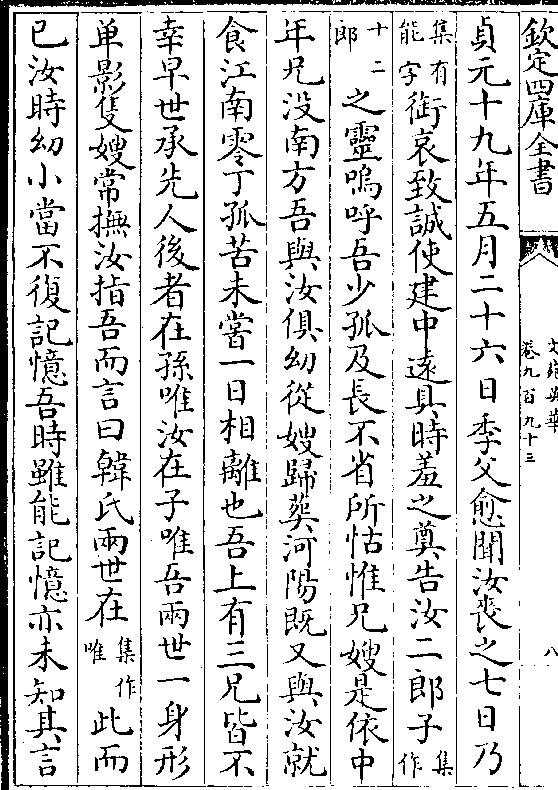 欽定四庫全書
文苑英華
卷九百九十三
八
貞元十九年五月二十六日季父愈聞汝喪之七日乃
集有能字銜哀致誠使建中遠具時羞之奠告汝二郎子集作
十二郎之靈嗚呼吾少孤及長不省所怙惟兄嫂是依中
年兄沒南方吾與汝俱幼從嫂歸葬河陽既又與汝就
食江南零丁孤苦未嘗一日相離也吾上有三兄皆不
幸早世承先人後者在孫唯汝在子唯吾兩世一身形
单影隻嫂常撫汝指吾而言曰韓氏兩世在集作唯此而
已汝時幼小當不復記憶吾時雖能記憶亦未知其言